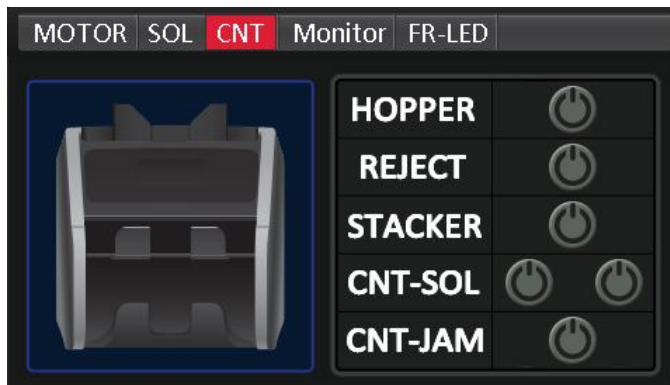 MOTOR SOL CNT Monitor FR-LED
HOPPER
REJECT
STACKER
CNT-SOL
CNT-JAM